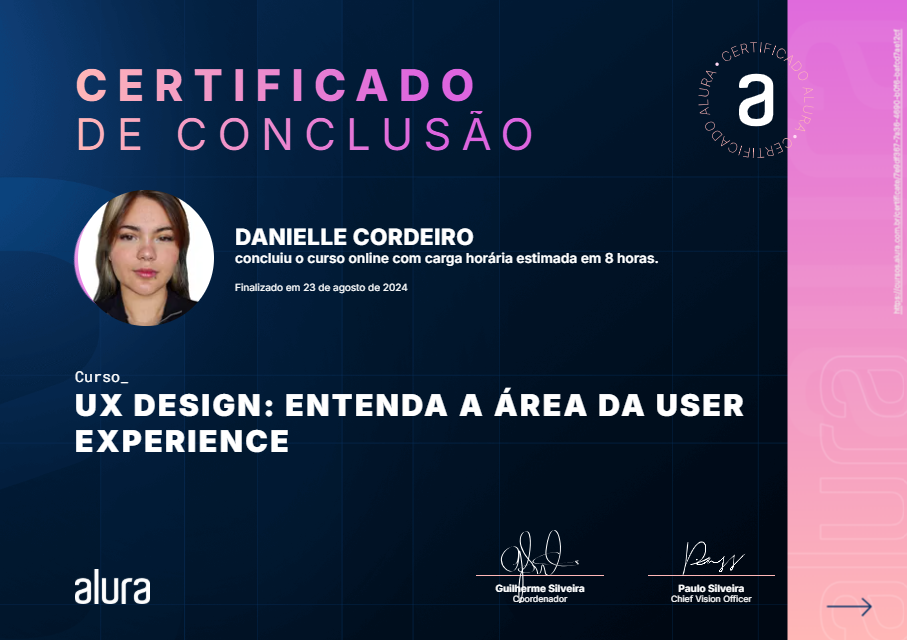 CERTIFICADO
DE CONCLUSÃO
CERTIFICADO ALURA • CERTIFICADO ALURA •
a
DANIELLE CORDEIRO
concluiu o curso online com carga horária estimada em 8 horas.
Finalizado em 23 de agosto de 2024
Curso_
UX DESIGN: ENTENDA A ÁREA DA USER
EXPERIENCE
alura
Guilherme Silveira
Coordenador
Paulo Silveira
Chief Vision Officer
alura